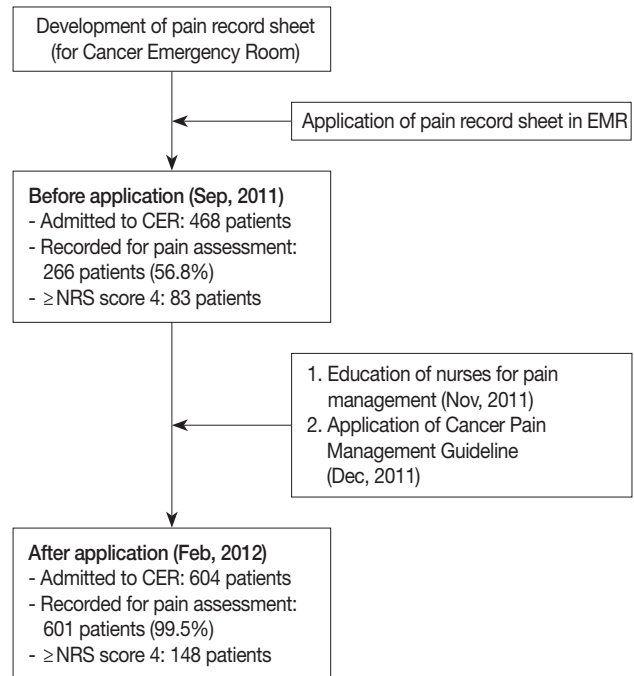 Development of pain record sheet
(for Cancer Emergency Room)
Application of pain record sheet in EMR
Before application (Sep, 2011)
- Admitted to CER: 468 patients
- Recorded for pain assessment:
266 patients (56.8%)
- ≥NRS score 4: 83 patients
1. Education of nurses for pain
management (Nov, 2011)
2. Application of Cancer Pain
Management Guideline
(Dec, 2011)
After application (Feb, 2012)
- Admitted to CER: 604 patients
- Recorded for pain assessment:
601 patients (99.5%)
- ≥NRS score 4: 148 patients